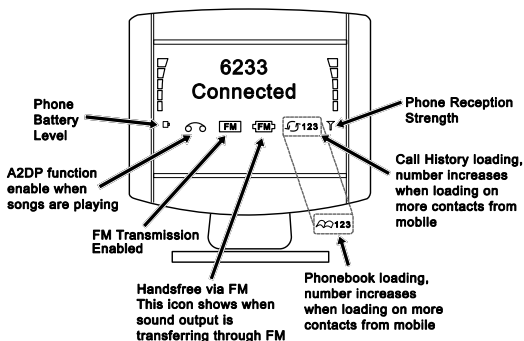 6233
Connected
FM
FM
123
123
Phone
Battery
Level
A2DP function
enable when
songs are playing
FM Transmission
Enabled
Handsfree via FM
This icon shows when
sound output is
transferring through FM
Phone Reception
Strength
Call History loading,
number increases
when loading on
more contacts from
mobile
Phonebook loading,
number increases
when loading on more
contacts from mobile